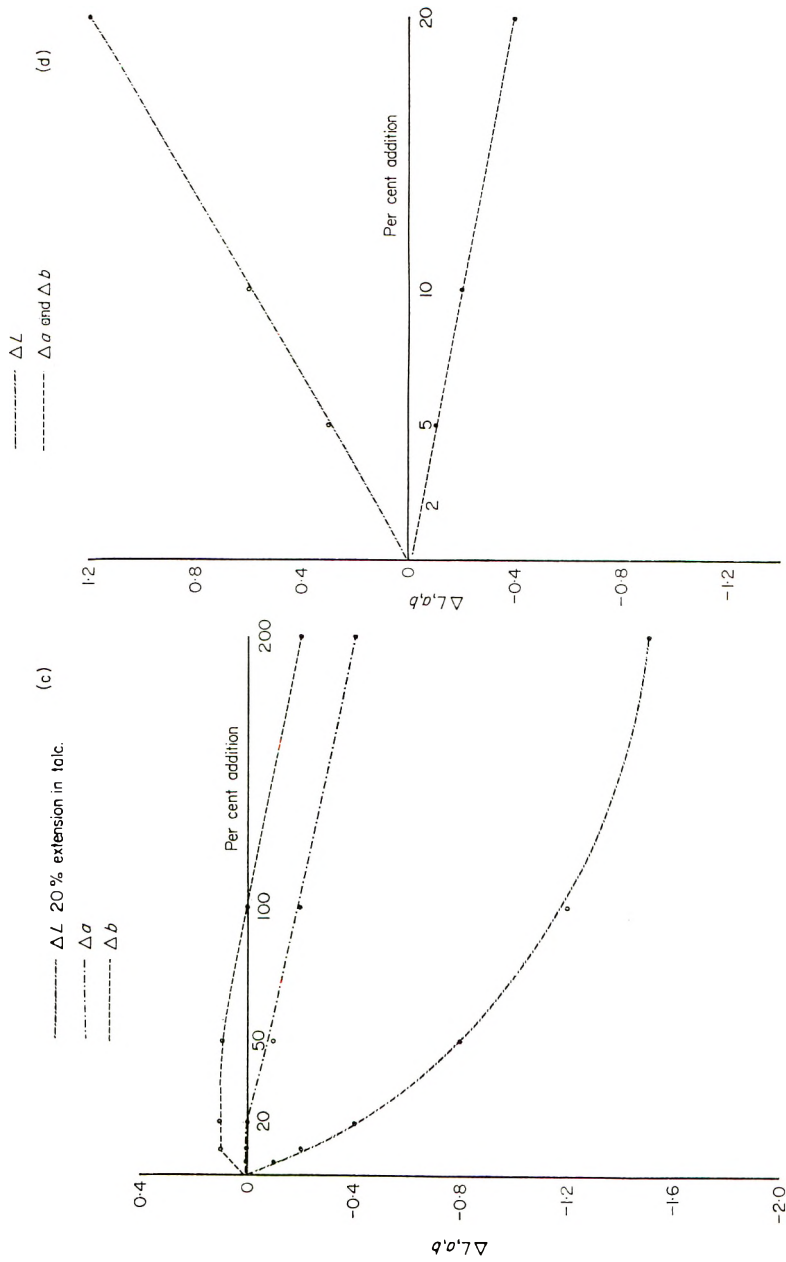 (c)
ΔL 20% extension in talc.
Δa
Δb
0·4
0
-0·4
-0·8
-1·2
-1·6
-2·0
ΔL,a,b
20
50
100
200
Per cent addition
(d)
ΔL
Δa and Δb
1·2
0·8
0·4
0
-0·4
-0·8
-1·2
ΔL,a,b
2
5
10
20
Per cent addition